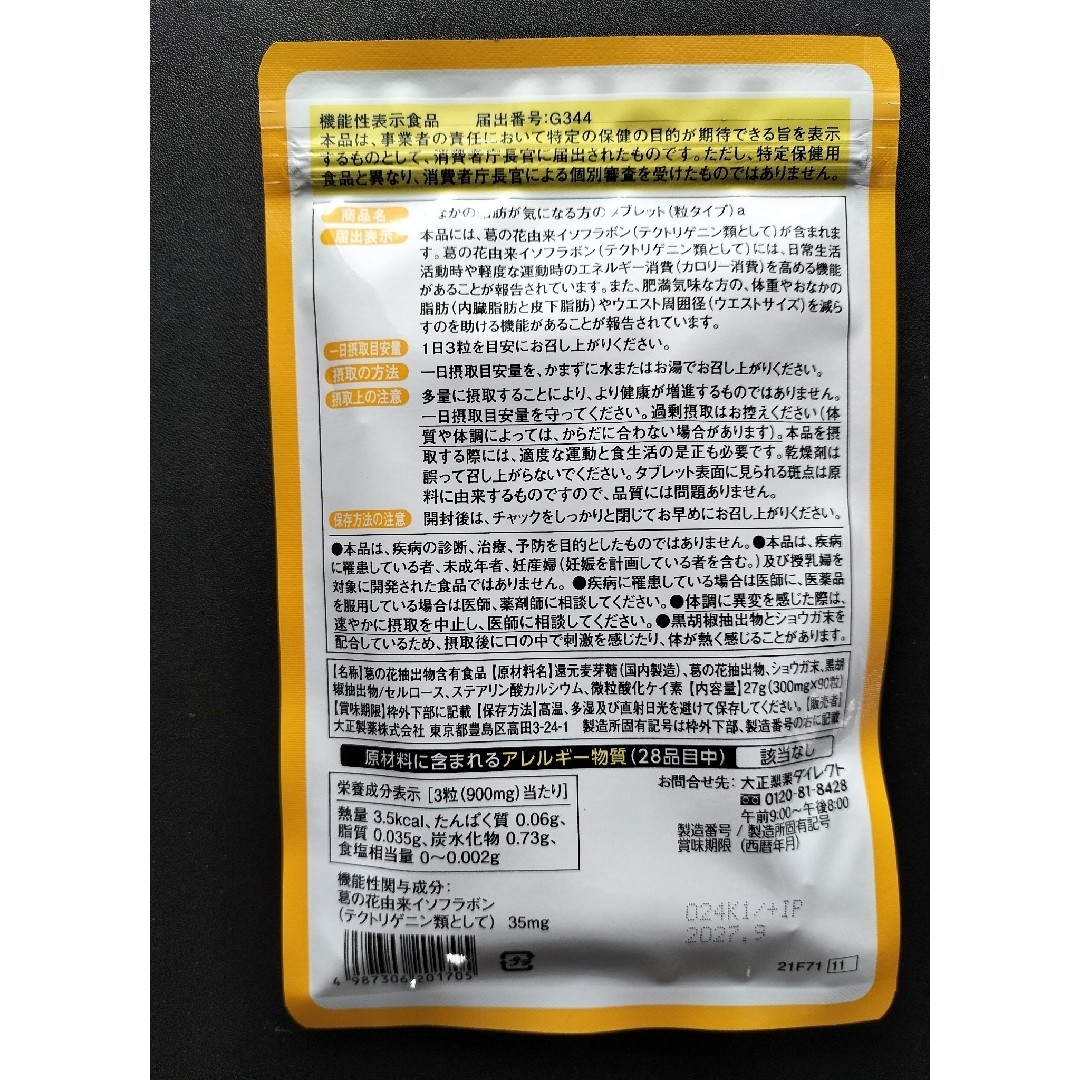 機能性表示食品 届出番号:G344
本品は、事業者の責任において特定の保健の目的が期待できる旨を表示
するものとして、消費者庁長官に届出されたものです。ただし、特定保健用
食品と異なり、消費者庁長官による個別審査を受けたものではありません。
商品名 なかの脂肪が気になる方のタブレット(粒タイプ)a
届出表示 本品には、葛の花由来イソフラボン(テクトリゲニン類として)が含まれま
す。葛の花由来イソフラボン(テクトリゲニン類として)には、日常生活
活動時や軽度な運動時のエネルギー消費(カロリー消費)を高める機能
があることが報告されています。また、肥満気味な方の、体重やおなかの
脂肪(内臓脂肪と皮下脂肪)やウエスト周囲径(ウエストサイズ)を減ら
すのを助ける機能があることが報告されています。
一日摂取目安量 1日3粒を目安にお召し上がりください。
摂取の方法 一日摂取目安量を、かまずに水またはお湯でお召し上がりください。
摂取上の注意 多量に摂取することにより、より健康が増進するものではありません。
一日摂取目安量を守ってください。過剰摂取はお控えください(体
質や体調によっては、からだに合わない場合があります)。本品を摂
取する際には、適度な運動と食生活の是正も必要です。乾燥剤は
誤って召し上がらないでください。タブレット表面に見られる斑点は原
料に由来するものですので、品質には問題ありません。
保存方法の注意 開封後は、チャックをしっかりと閉じてお早めにお召し上がりください。
●本品は、疾病の診断、治療、予防を目的としたものではありません。●本品は、疾病
に罹患している者、未成年者、妊産婦(妊娠を計画している者を含む。)及び授乳婦を
対象に開発された食品ではありません。●疾病に罹患している場合は医師に、医薬品
を服用している場合は医師、薬剤師に相談してください。●体調に異変を感じた際は、
速やかに摂取を中止し、医師に相談してください。●黒胡椒抽出物とショウガ末を
配合しているため、摂取後に口の中で刺激を感じたり、体が熱く感じることがあります。
【名称】葛の花抽出物含有食品【原材料名】還元麦芽糖(国内製造)、葛の花抽出物、ショウガ末、黒胡
椒抽出物/セルロース、ステアリン酸カルシウム、微粒酸化ケイ素【内容量】27g(300mg×90粒)
【賞味期限】枠外下部に記載【保存方法】高温、多湿及び直射日光を避けて保存してください。【販売者】
大正製薬株式会社 東京都豊島区高田3-24-1 製造所固有記号は枠外下部、製造番号の右に記載
原材料に含まれるアレルギー物質(28品目中) 該当なし
栄養成分表示 [3粒(900mg)当たり]
熱量 3.5kcal、たんぱく質 0.06g、
脂質 0.035g、炭水化物 0.73g、
食塩相当量 0〜0.002g
機能性関与成分:
葛の花由来イソフラボン
(テクトリゲニン類として) 35mg
お問合せ先:大正製薬ダイレクト
0120-81-8428
午前9:00〜午後8:00
製造番号 / 製造所固有記号
賞味期限 (西暦年月)
024K1/+IP
2027.9
4 987306 201705
21F71 11